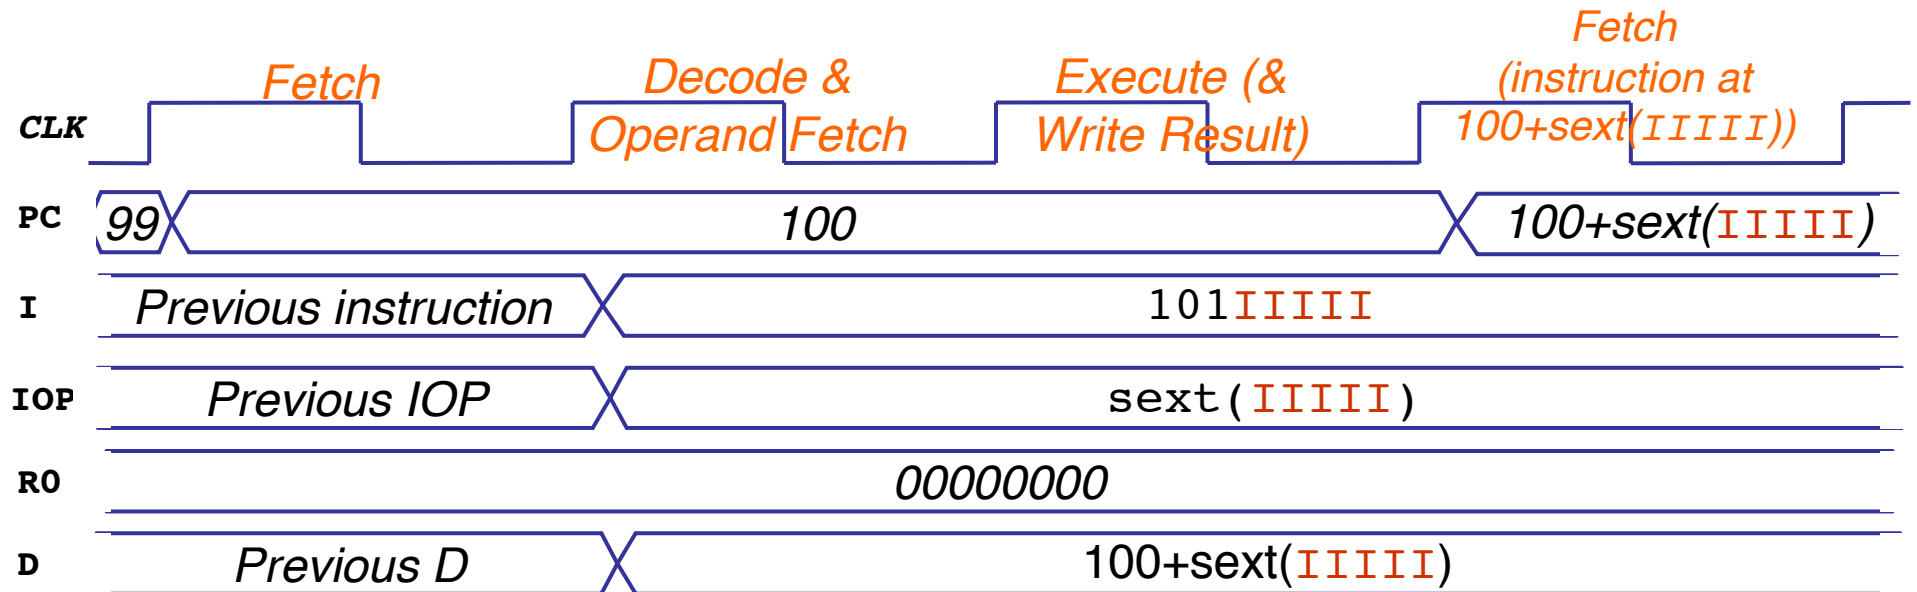 Fetch
Decode &
Operand Fetch
Execute (&
Write Result)
Fetch
(instruction at
100+sext(IIIII))
CLK
PC 99 100 100+sext(IIIII)
I Previous instruction 101IIIII
IOP Previous IOP sext(IIIII)
R0 00000000
D Previous D 100+sext(IIIII)